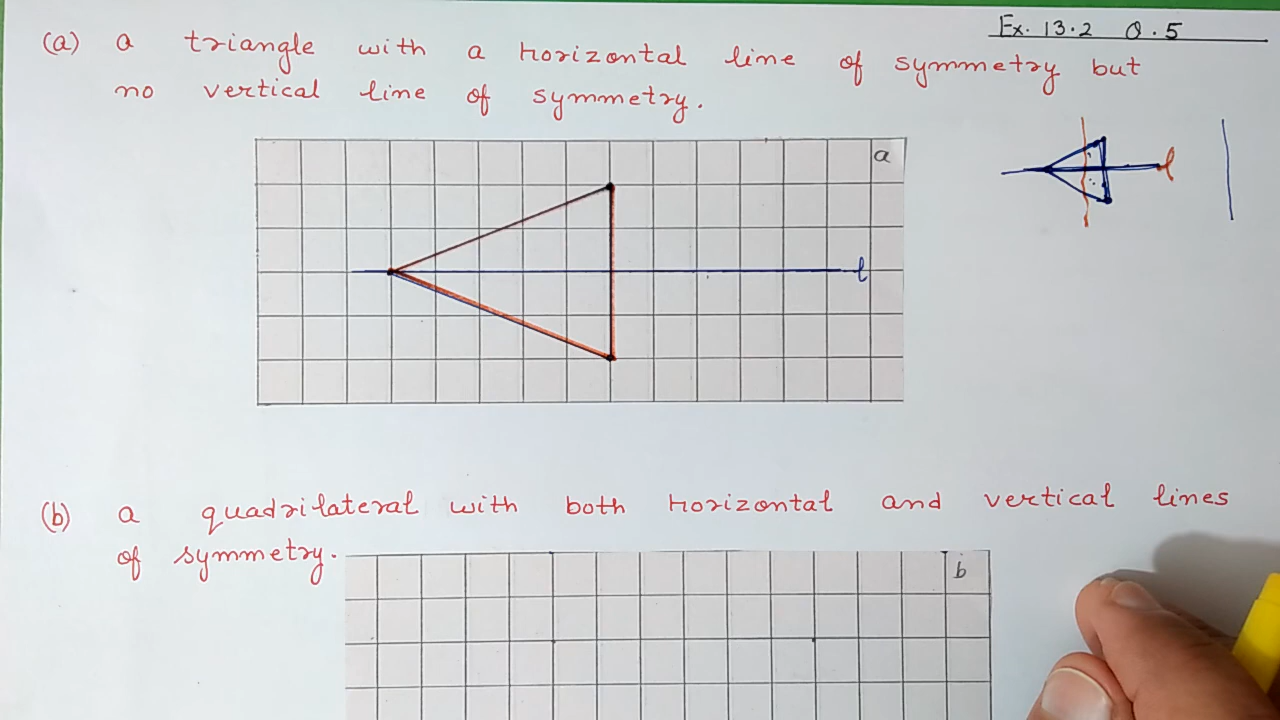 Ex. 13.2 Q.5
(a) a triangle with a horizontal line of symmetry but
no vertical line of symmetry.
a
l
l
(b) a quadrilateral with both horizontal and vertical lines
of symmetry.
b